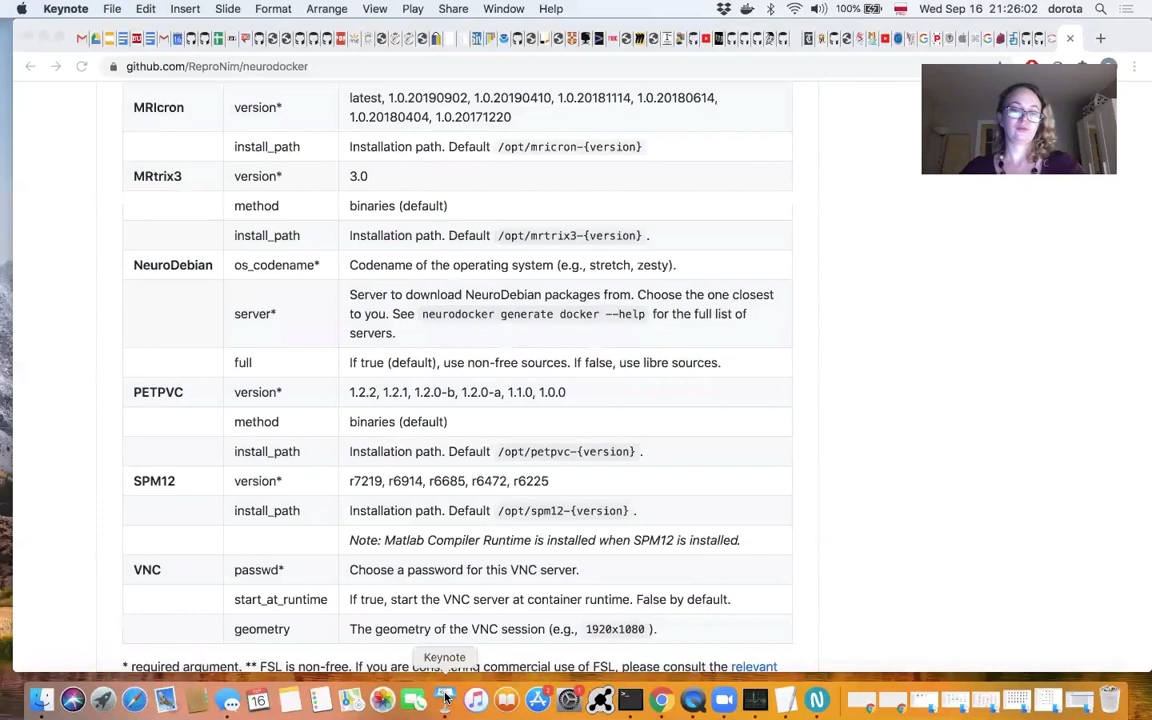 Keynote File Edit Insert Slide Format Arrange View Play Share Window Help 100% Wed Sep 16 21:26:02 dorota
github.com/ReproNim/neurodocker
MRIcron version* latest, 1.0.20190902, 1.0.20190410, 1.0.20181114, 1.0.20180614,
1.0.20180404, 1.0.20171220
install_path Installation path. Default /opt/mricron-{version}
MRtrix3 version* 3.0
method binaries (default)
install_path Installation path. Default /opt/mrtrix3-{version} .
NeuroDebian os_codename* Codename of the operating system (e.g., stretch, zesty).
Server to download NeuroDebian packages from. Choose the one closest
server* to you. See neurodocker generate docker --help for the full list of
servers.
full If true (default), use non-free sources. If false, use libre sources.
PETPVC version* 1.2.2, 1.2.1, 1.2.0-b, 1.2.0-a, 1.1.0, 1.0.0
method binaries (default)
install_path Installation path. Default /opt/petpvc-{version} .
SPM12 version* r7219, r6914, r6685, r6472, r6225
install_path Installation path. Default /opt/spm12-{version} .
Note: Matlab Compiler Runtime is installed when SPM12 is installed.
VNC passwd* Choose a password for this VNC server.
start_at_runtime If true, start the VNC server at container runtime. False by default.
geometry The geometry of the VNC session (e.g., 1920x1080 ).
Keynote
* required argument. ** FSL is non-free. If you are commercial use of FSL, please consult the relevant